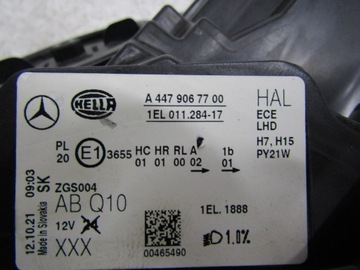 HELLA
A 447 906 77 00
1EL 011.284-17
HAL
ECE
LHD
H7, H15
PY21W
PL
20
E1
3655
HC HR RL A 1b
01 01 00 02 01
12.10.21 09:03
Made in Slovakia SK
ZGS004
AB Q10
12V 24
XXX
00465490
1EL. 1888
1.0%